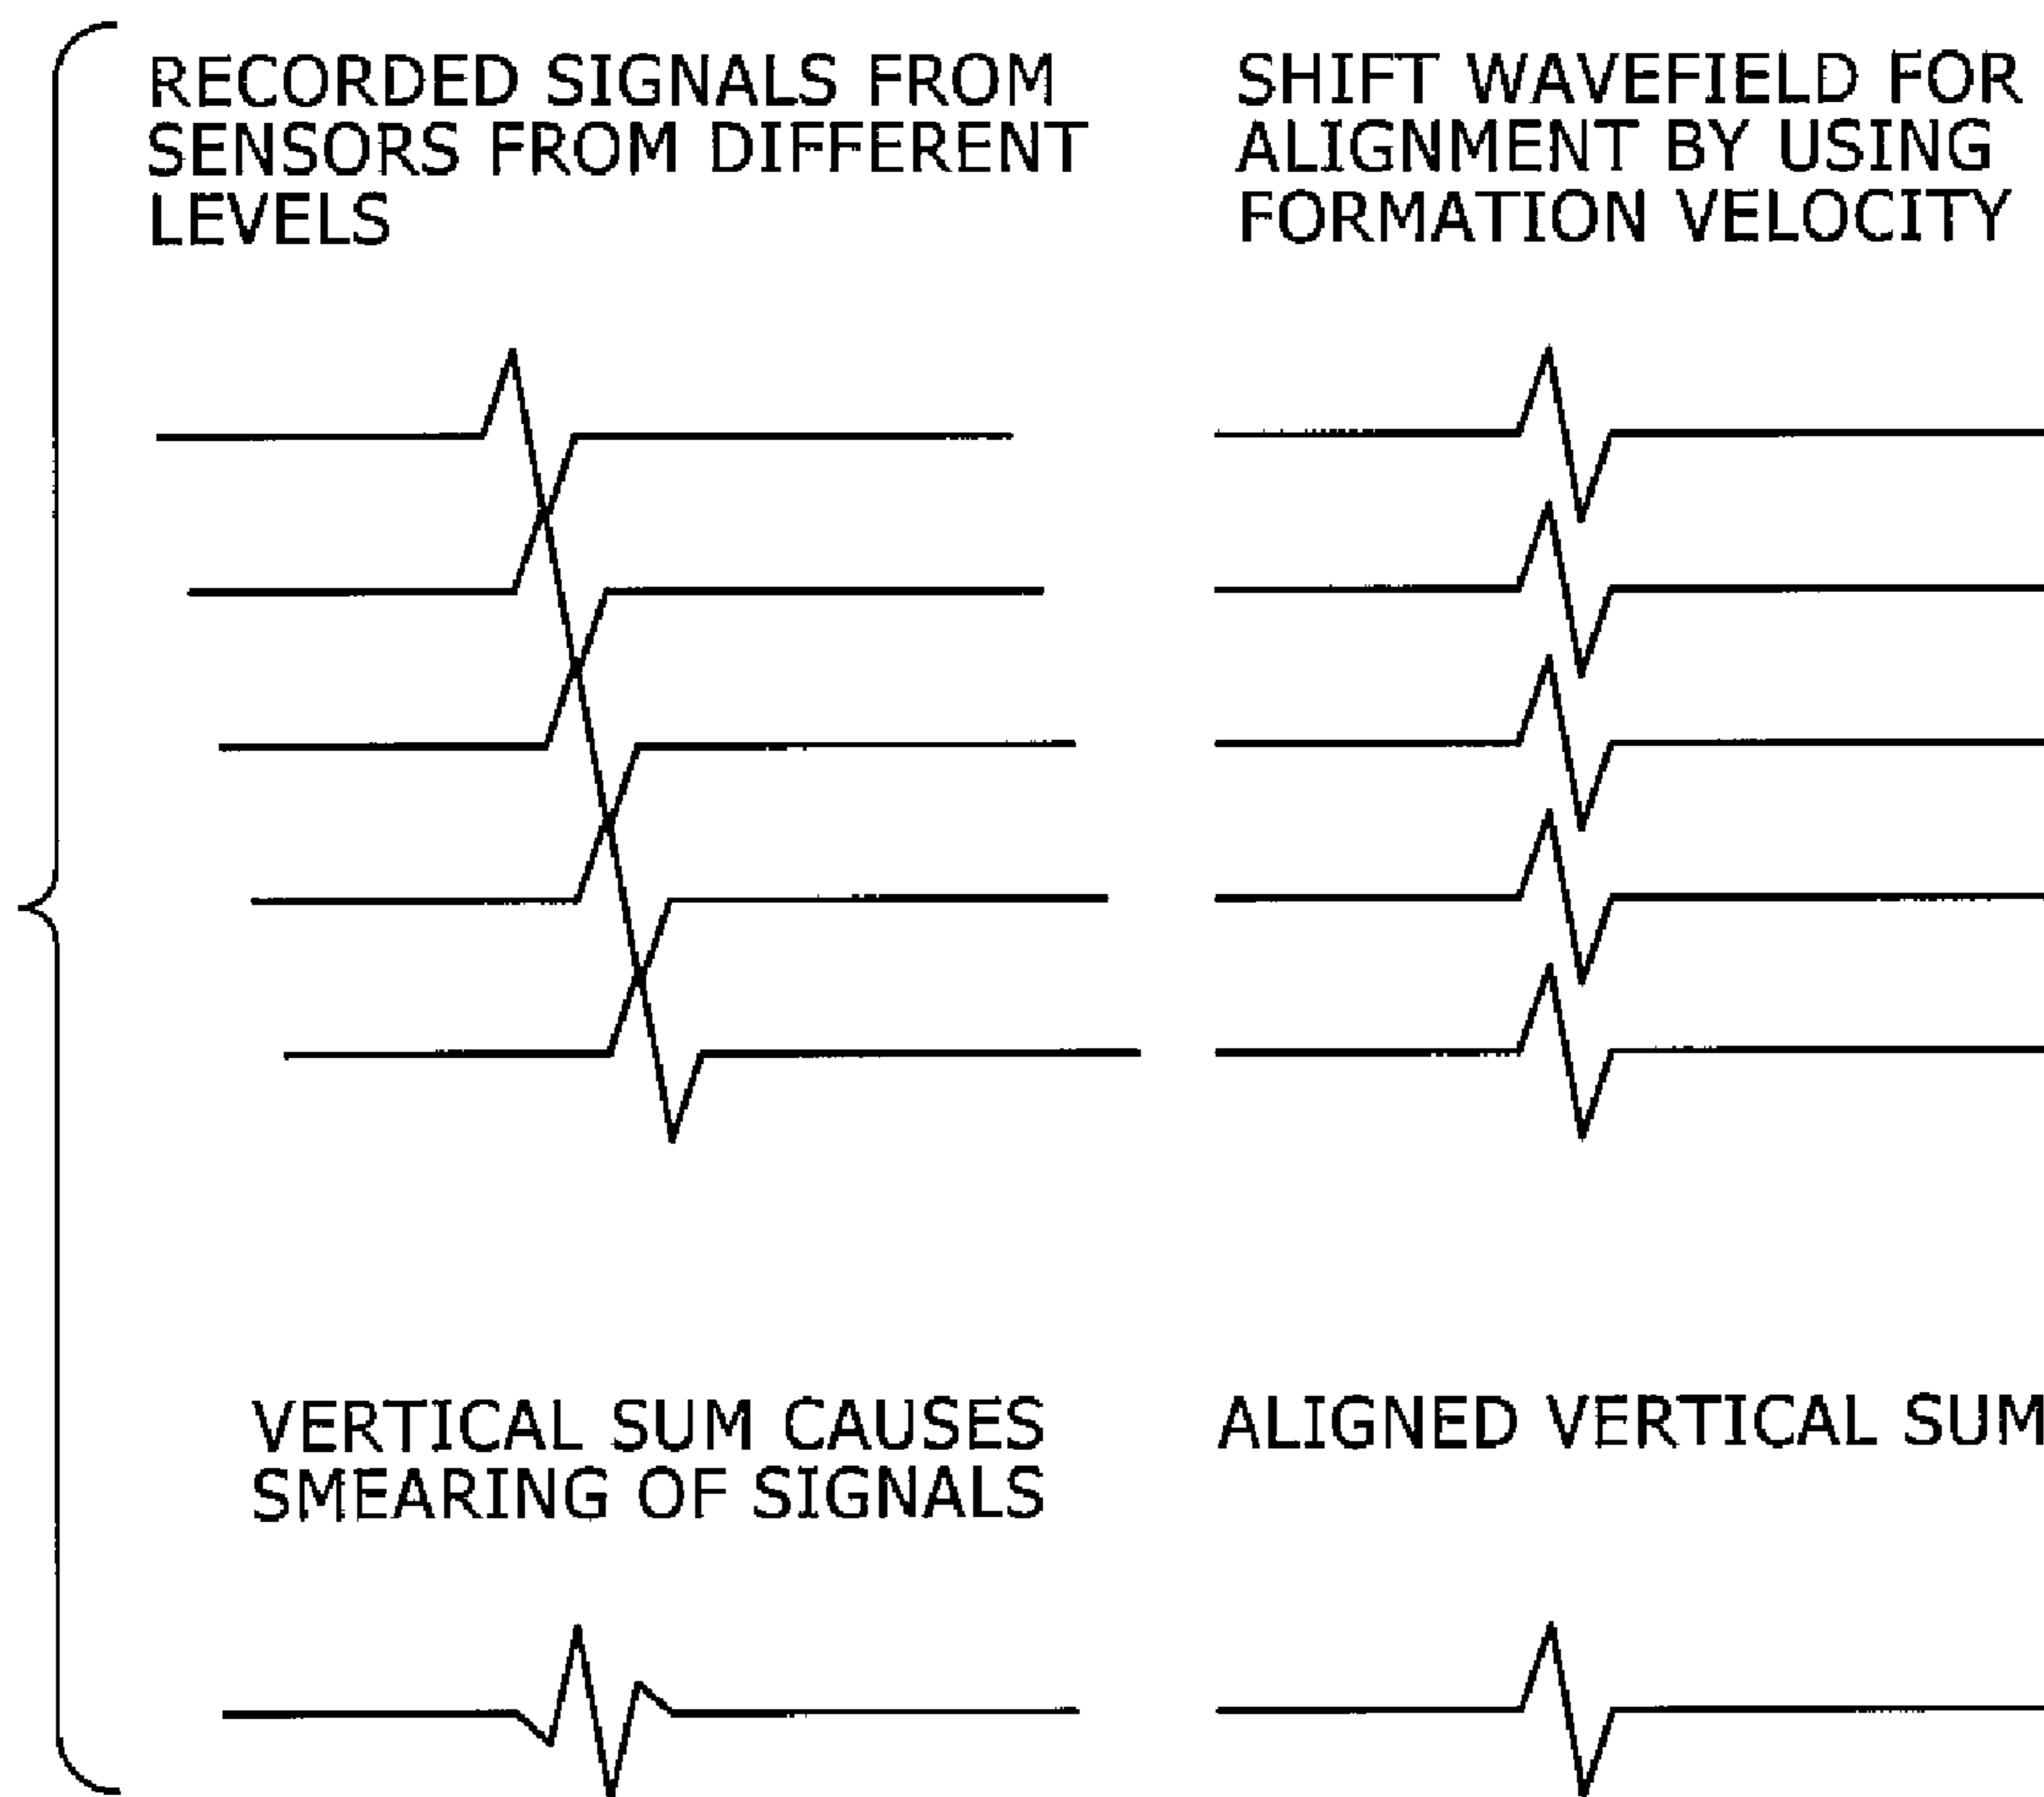 RECORDED SIGNALS FROM
SENSORS FROM DIFFERENT
LEVELS
SHIFT WAVEFIELD FOR
ALIGNMENT BY USING
FORMATION VELOCITY
VERTICAL SUM CAUSES
SMEARING OF SIGNALS
ALIGNED VERTICAL SUM